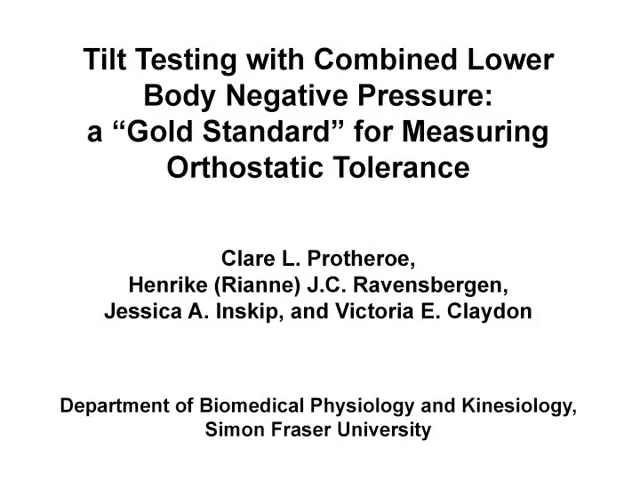 Tilt Testing with Combined Lower
Body Negative Pressure:
a “Gold Standard” for Measuring
Orthostatic Tolerance
Clare L. Protheroe,
Henrike (Rianne) J.C. Ravensbergen,
Jessica A. Inskip, and Victoria E. Claydon
Department of Biomedical Physiology and Kinesiology,
Simon Fraser University